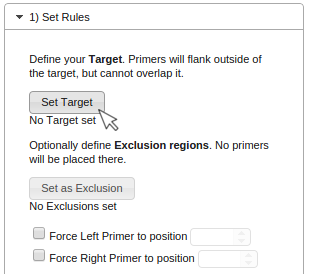 1) Set Rules
Define your Target. Primers will flank outside of
the target, but cannot overlap it.
Set Target
No Target set
Optionally define Exclusion regions. No primers
will be placed there.
Set as Exclusion
No Exclusions set
Force Left Primer to position
Force Right Primer to position